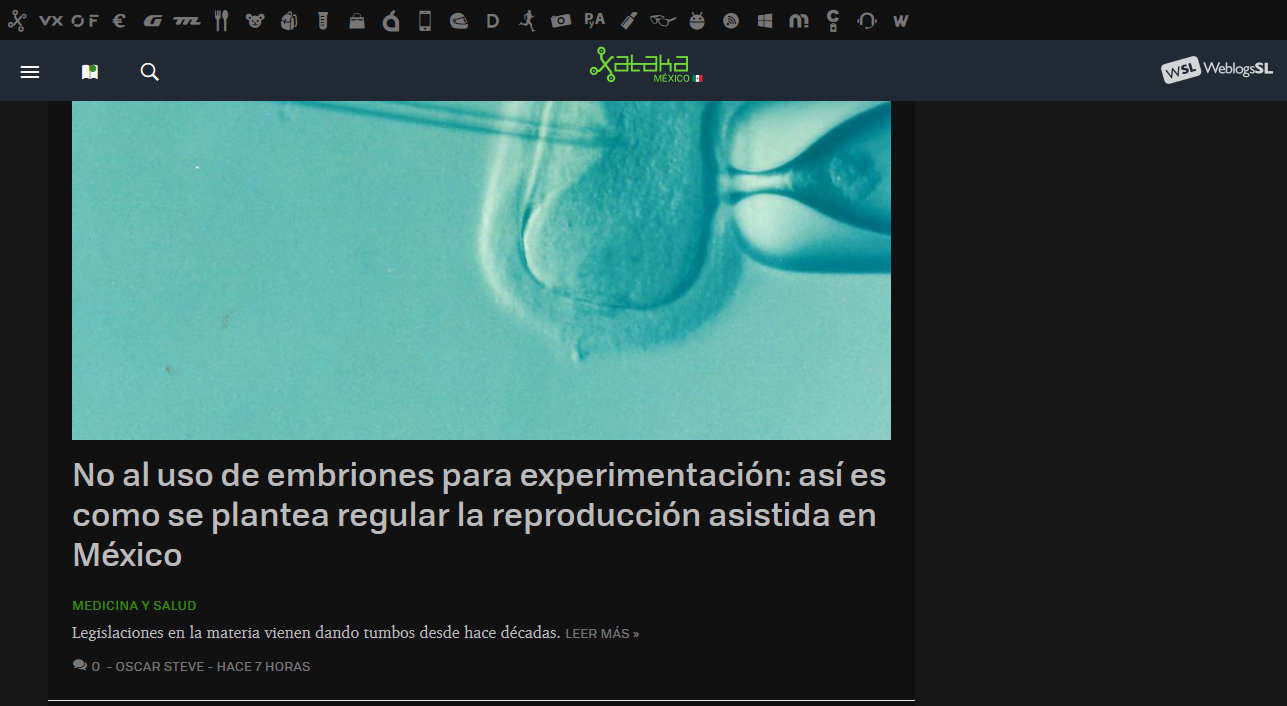 VX OF € G m D PyA m W
xataka
MÉXICO
WSL WeblogsSL
No al uso de embriones para experimentación: así es
como se plantea regular la reproducción asistida en
México
MEDICINA Y SALUD
Legislaciones en la materia vienen dando tumbos desde hace décadas. LEER MÁS »
0 - OSCAR STEVE - HACE 7 HORAS